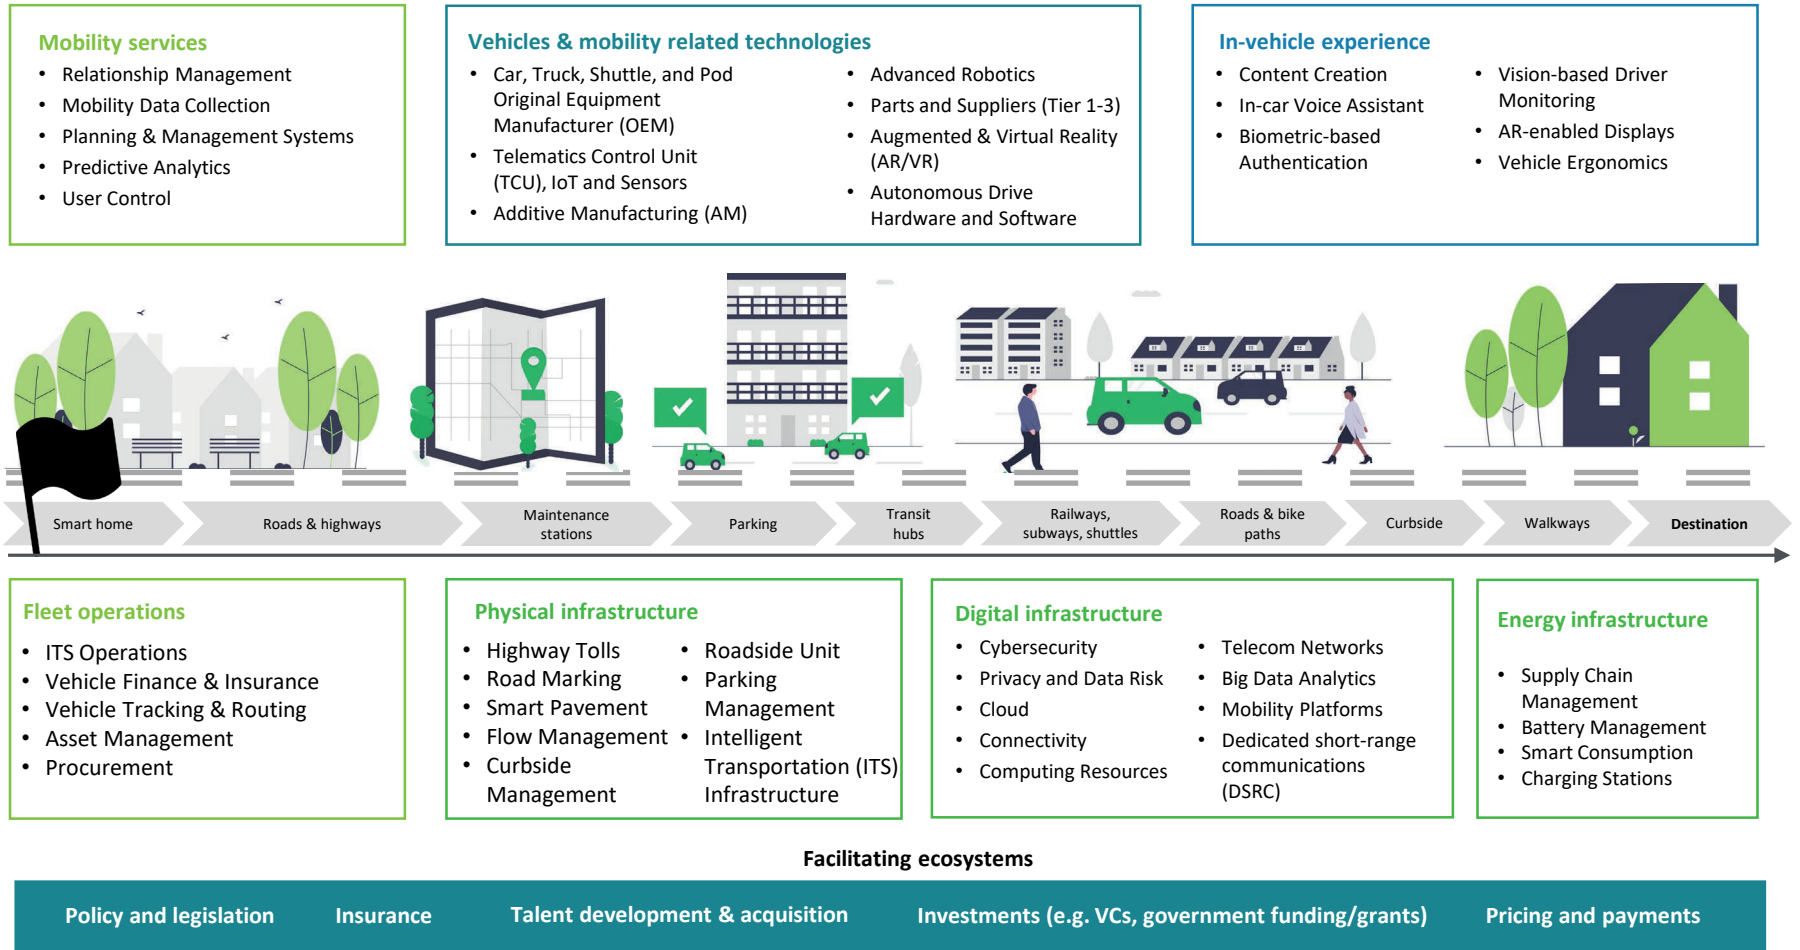 Mobility services
• Relationship Management
• Mobility Data Collection
• Planning & Management Systems
• Predictive Analytics
• User Control
Vehicles & mobility related technologies
• Car, Truck, Shuttle, and Pod
Original Equipment
Manufacturer (OEM)
• Telematics Control Unit
(TCU), IoT and Sensors
• Additive Manufacturing (AM)
• Advanced Robotics
• Parts and Suppliers (Tier 1-3)
• Augmented & Virtual Reality
(AR/VR)
• Autonomous Drive
Hardware and Software
In-vehicle experience
• Content Creation
• In-car Voice Assistant
• Biometric-based
Authentication
• Vision-based Driver
Monitoring
• AR-enabled Displays
• Vehicle Ergonomics
Smart home
Roads & highways
Maintenance
stations
Parking
Transit
hubs
Railways,
subways, shuttles
Roads & bike
paths
Curbside
Walkways
Destination
Fleet operations
• ITS Operations
• Vehicle Finance & Insurance
• Vehicle Tracking & Routing
• Asset Management
• Procurement
Physical infrastructure
• Highway Tolls
• Road Marking
• Smart Pavement
• Flow Management
• Curbside
Management
• Roadside Unit
• Parking
Management
• Intelligent
Transportation (ITS)
Infrastructure
Digital infrastructure
• Cybersecurity
• Privacy and Data Risk
• Cloud
• Connectivity
• Computing Resources
• Telecom Networks
• Big Data Analytics
• Mobility Platforms
• Dedicated short-range
communications
(DSRC)
Energy infrastructure
• Supply Chain
Management
• Battery Management
• Smart Consumption
• Charging Stations
Facilitating ecosystems
Policy and legislation
Insurance
Talent development & acquisition
Investments (e.g. VCs, government funding/grants)
Pricing and payments